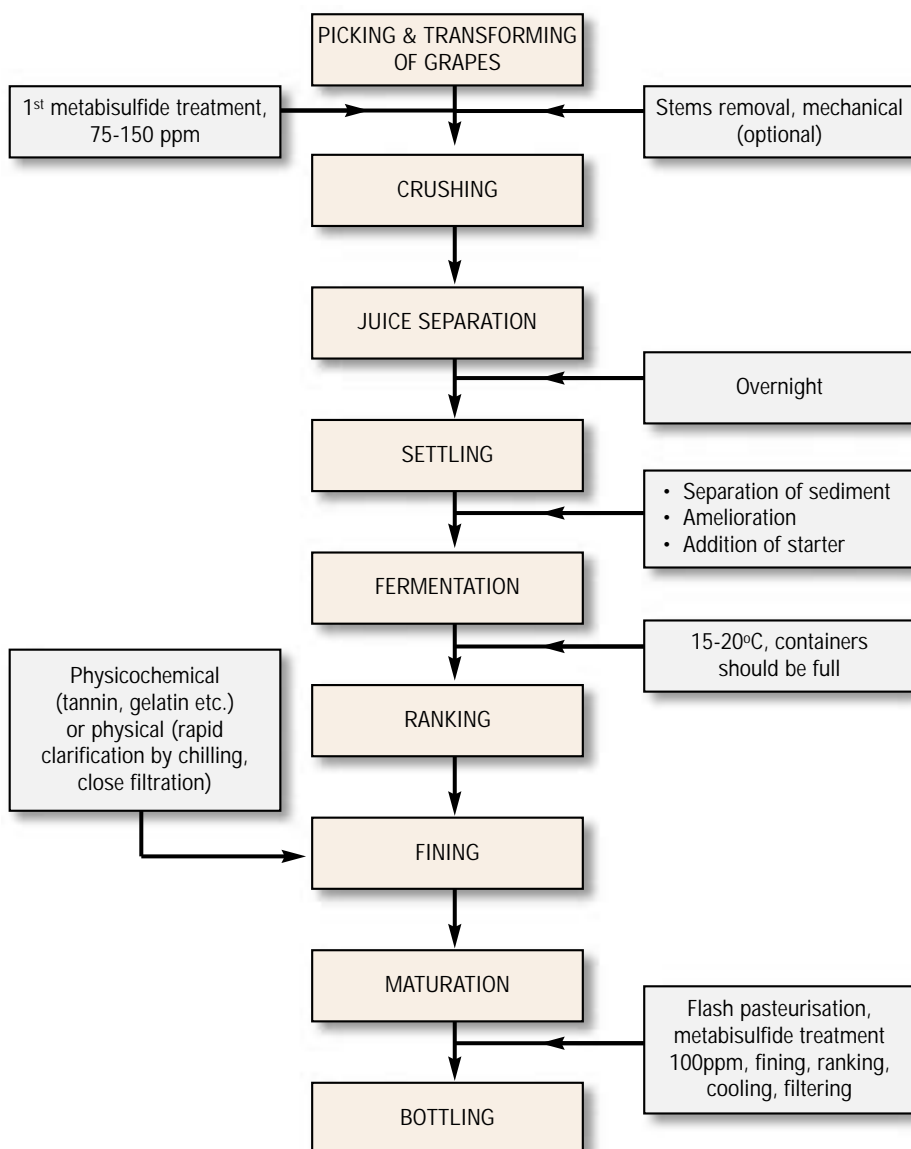 PICKING & TRANSFORMING
OF GRAPES
1st metabisulfide treatment,
75-150 ppm
Stems removal, mechanical
(optional)
CRUSHING
JUICE SEPARATION
Overnight
SETTLING
• Separation of sediment
• Amelioration
• Addition of starter
FERMENTATION
15-20ºC, containers
should be full
Physicochemical
(tannin, gelatin etc.)
or physical (rapid
clarification by chilling,
close filtration)
RANKING
FINING
MATURATION
Flash pasteurisation,
metabisulfide treatment
100ppm, fining, ranking,
cooling, filtering
BOTTLING